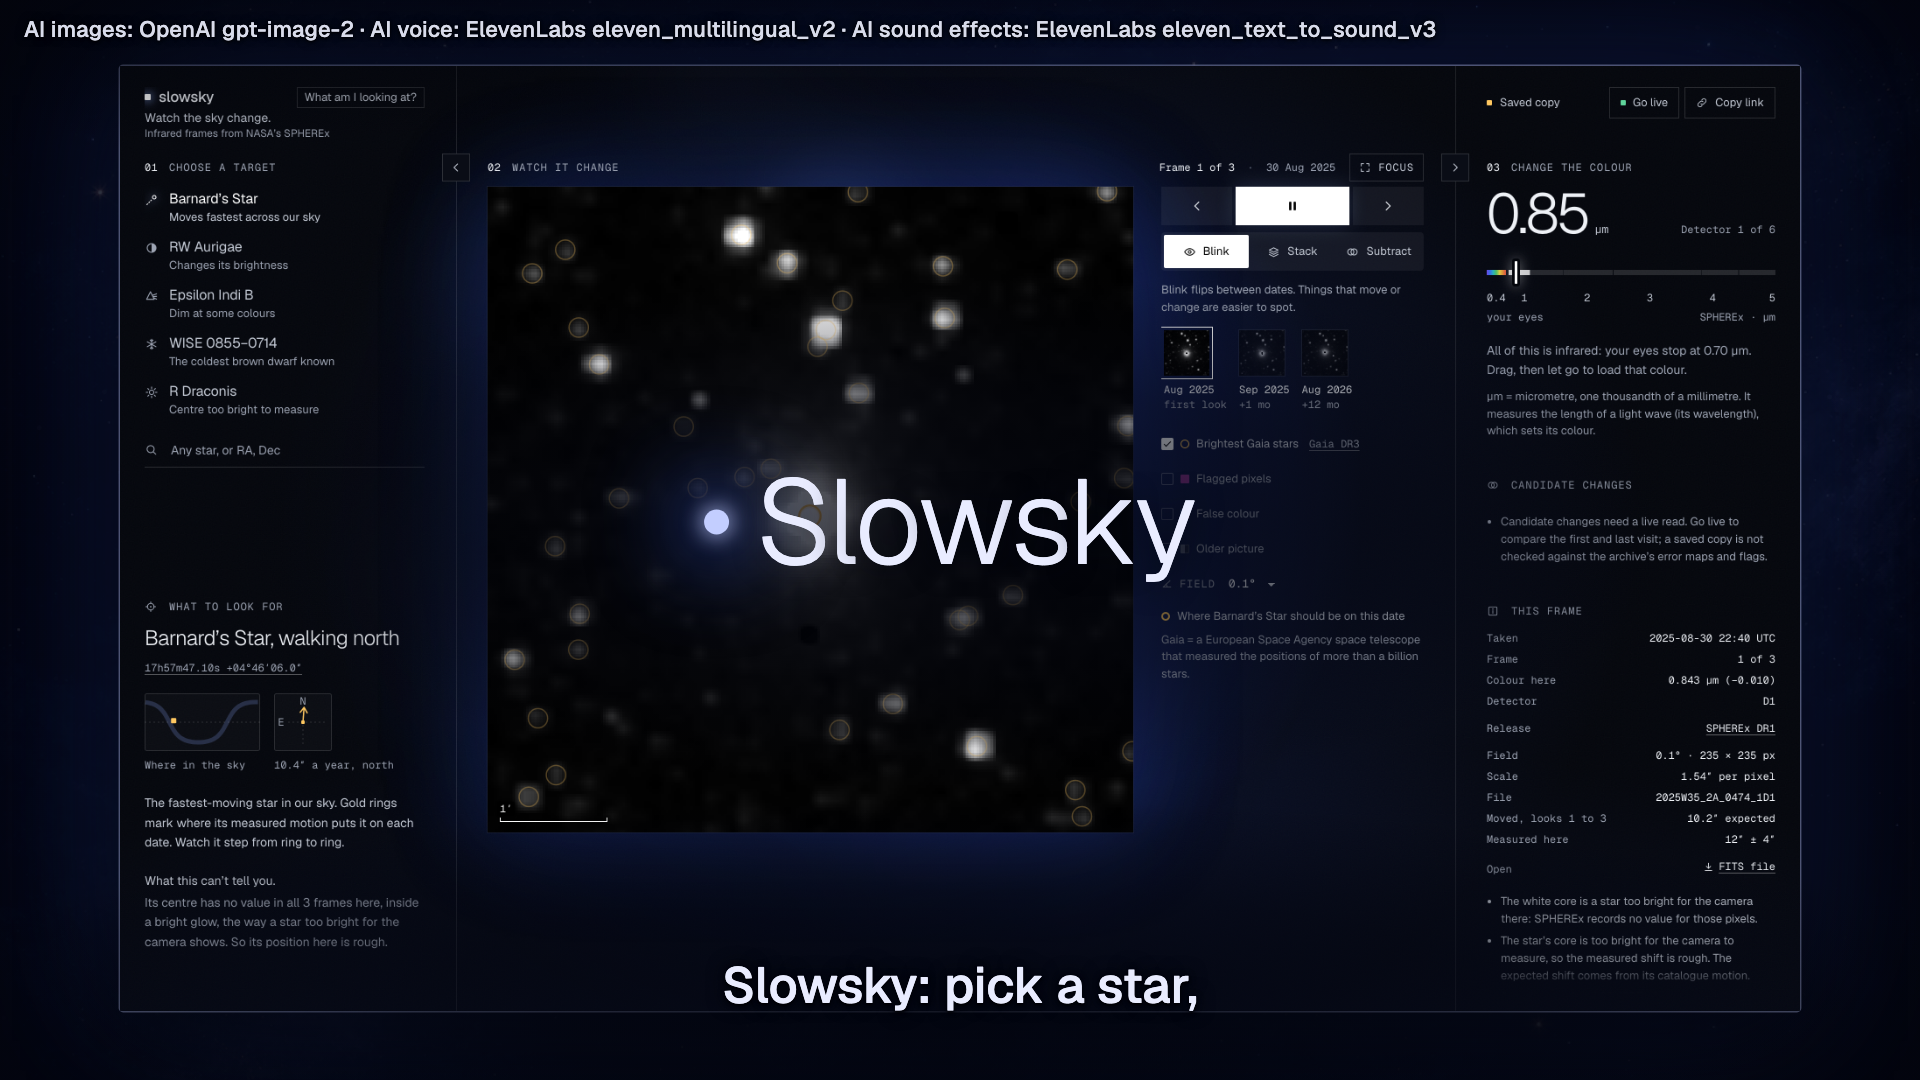 AI images: OpenAI gpt-image-2 · AI voice: ElevenLabs eleven_multilingual_v2 · AI sound effects: ElevenLabs eleven_text_to_sound_v3
slowsky
What am I looking at?
Watch the sky change.
Infrared frames from NASA's SPHEREx
01 CHOOSE A TARGET
Barnard's Star
Moves fastest across our sky
RW Aurigae
Changes its brightness
Epsilon Indi B
Dim at some colours
WISE 0855–0714
The coldest brown dwarf known
R Draconis
Centre too bright to measure
Any star, or RA, Dec
WHAT TO LOOK FOR
Barnard's Star, walking north
17h57m47.10s +04°46'06.0"
N
E
Where in the sky
10.4" a year, north
The fastest-moving star in our sky. Gold rings
mark where its measured motion puts it on each
date. Watch it step from ring to ring.
What this can't tell you.
Its centre has no value in all 3 frames here, inside
a bright glow, the way a star too bright for the
camera shows. So its position here is rough.
02 WATCH IT CHANGE
Frame 1 of 3 · 30 Aug 2025
FOCUS
1'
Slowsky
Blink
Stack
Subtract
Blink flips between dates. Things that move or
change are easier to spot.
Aug 2025
first look
Sep 2025
+1 mo
Aug 2026
+12 mo
Brightest Gaia stars Gaia DR3
Flagged pixels
False colour
Older picture
FIELD 0.1°
Where Barnard's Star should be on this date
Gaia = a European Space Agency space telescope
that measured the positions of more than a billion
stars.
Saved copy
Go live
Copy link
03 CHANGE THE COLOUR
0.85 µm
Detector 1 of 6
0.4 1 2 3 4 5
your eyes
SPHEREx · µm
All of this is infrared: your eyes stop at 0.70 µm.
Drag, then let go to load that colour.
µm = micrometre, one thousandth of a millimetre. It
measures the length of a light wave (its wavelength),
which sets its colour.
CANDIDATE CHANGES
Candidate changes need a live read. Go live to
compare the first and last visit; a saved copy is not
checked against the archive's error maps and flags.
THIS FRAME
Taken 2025-08-30 22:40 UTC
Frame 1 of 3
Colour here 0.843 µm (−0.010)
Detector D1
Release SPHEREx DR1
Field 0.1° · 235 × 235 px
Scale 1.54" per pixel
File 2025W35_2A_0474_1D1
Moved, looks 1 to 3 10.2" expected
Measured here 12" ± 4"
Open FITS file
The white core is a star too bright for the camera
there: SPHEREx records no value for those pixels.
The star's core is too bright for the camera to
measure, so the measured shift is rough. The
expected shift comes from its catalogue motion.
Slowsky: pick a star,